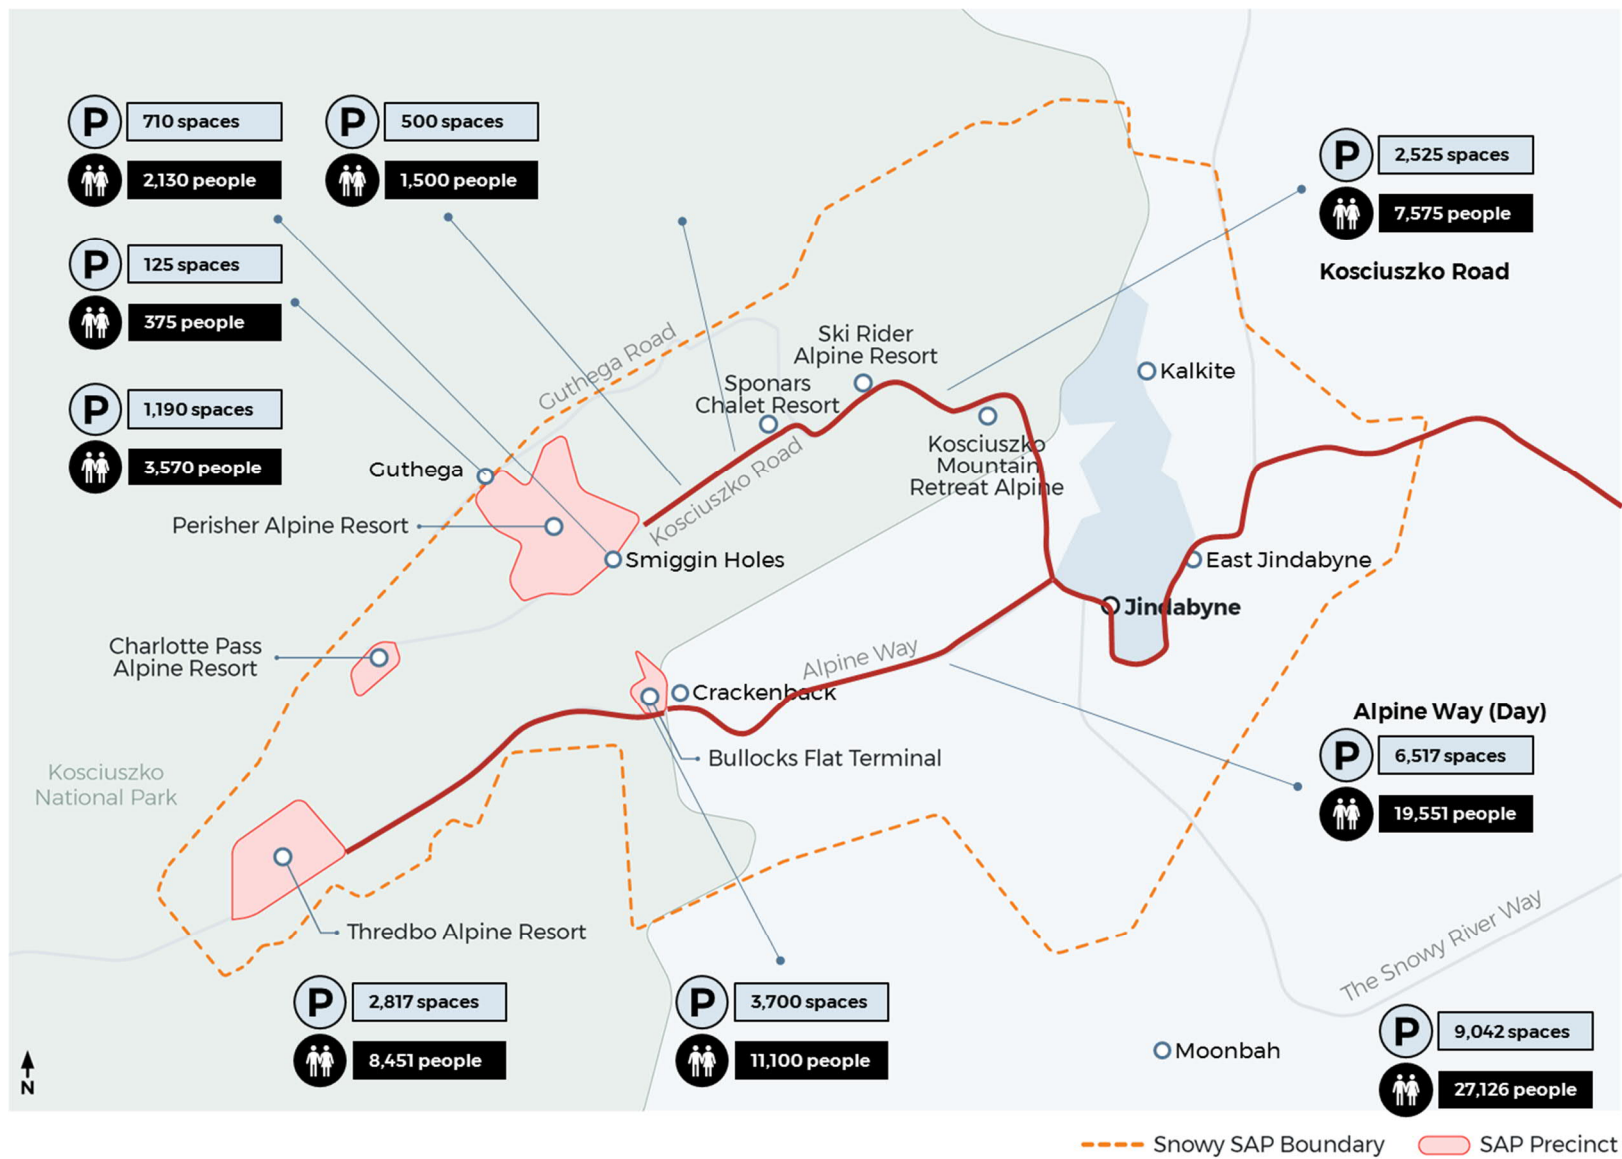 P 710 spaces
2,130 people
P 500 spaces
1,500 people
P 125 spaces
375 people
P 1,190 spaces
3,570 people
P 2,525 spaces
7,575 people
Kosciuszko Road
Guthega Road
Ski Rider
Alpine Resort
Sponars
Chalet Resort
Kalkite
Kosciuszko
Mountain
Retreat Alpine
Kosciuszko Road
Guthega
Perisher Alpine Resort
Smiggin Holes
East Jindabyne
Jindabyne
Charlotte Pass
Alpine Resort
Alpine Way
Crackenback
Bullocks Flat Terminal
Alpine Way (Day)
P 6,517 spaces
19,551 people
Kosciuszko
National Park
Thredbo Alpine Resort
The Snowy River Way
P 2,817 spaces
8,451 people
P 3,700 spaces
11,100 people
Moonbah
P 9,042 spaces
27,126 people
N
Snowy SAP Boundary
SAP Precinct